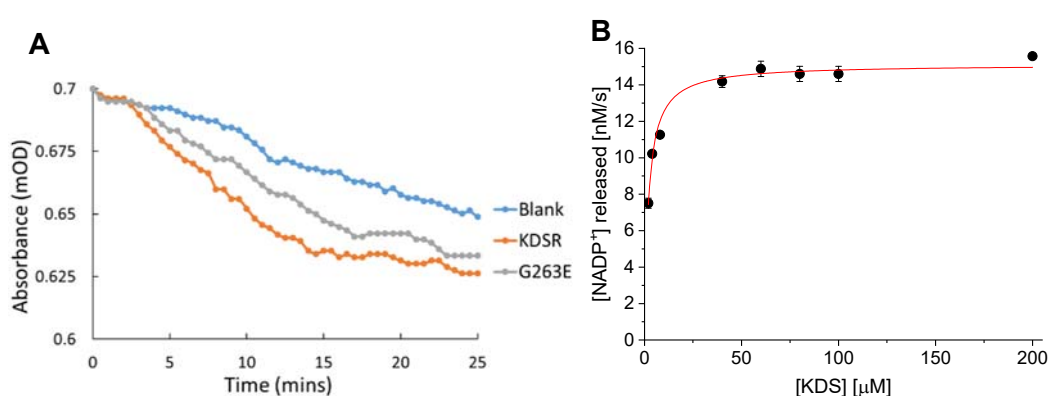 A
Absorbance (mOD)
0.7
0.675
0.65
0.625
0.6
0
5
10
15
20
25
Time (mins)
Blank
KDSR
G263E
B
[NADP⁺] released [nM/s]
16
14
12
10
8
6
4
2
0
0
50
100
150
200
[KDS] [μM]